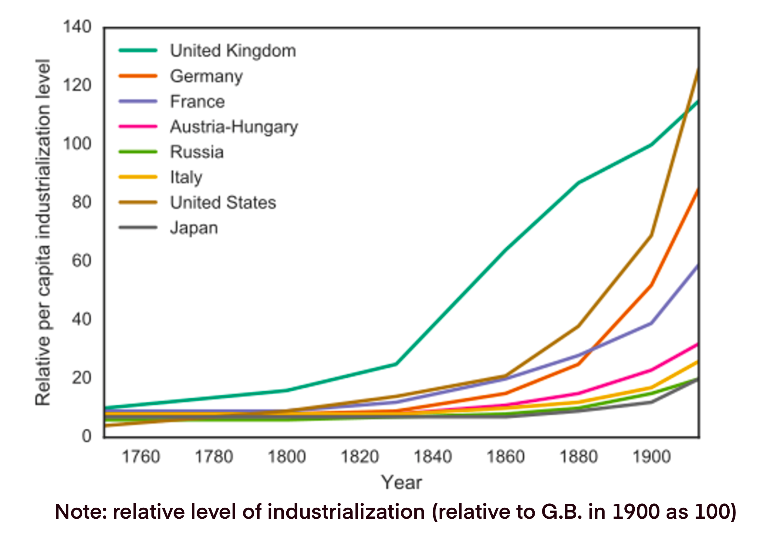 140
120
100
80
60
40
20
0
Relative per capita industrialization level
United Kingdom
Germany
France
Austria-Hungary
Russia
Italy
United States
Japan
1760 1780 1800 1820 1840 1860 1880 1900
Year
Note: relative level of industrialization (relative to G.B. in 1900 as 100)